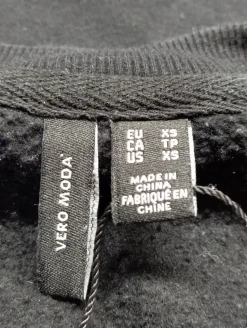 VERO MODA
EU XS
CA TP
US XS
MADE IN
CHINA
FABRIQUÉ EN
CHINE